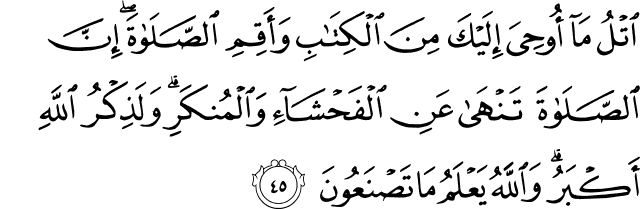 ٱتْلُ مَآ أُوحِىَ إِلَيْكَ مِنَ ٱلْكِتَٰبِ وَأَقِمِ ٱلصَّلَوٰةَ ۖ إِنَّ
ٱلصَّلَوٰةَ تَنْهَىٰ عَنِ ٱلْفَحْشَآءِ وَٱلْمُنكَرِ ۗ وَلَذِكْرُ ٱللَّهِ
أَكْبَرُ ۗ وَٱللَّهُ يَعْلَمُ مَا تَصْنَعُونَ ٤٥